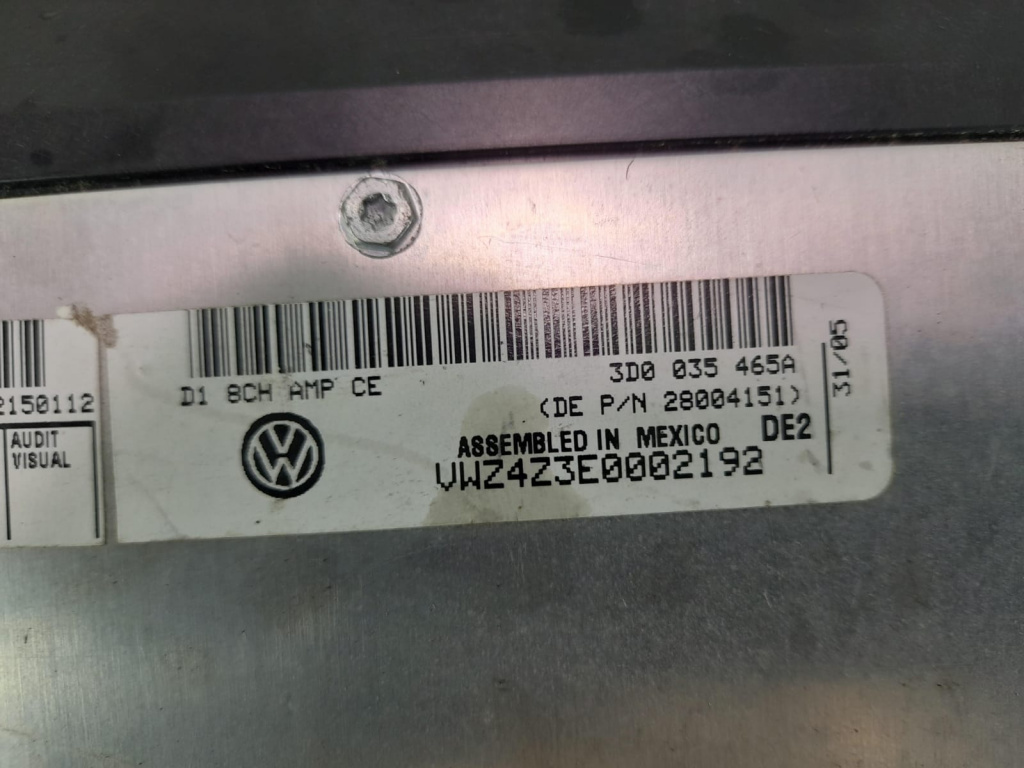 2150112
AUDIT
VISUAL
D1 8CH AMP CE
3D0 035 465A
(DE P/N 28004151)
ASSEMBLED IN MEXICO DE2
VWZ4Z3E0002192
31/05